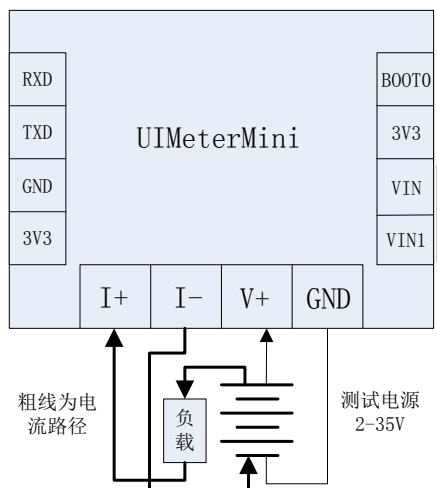 RXD
TXD
GND
3V3
UIMeterMini
BOOT0
3V3
VIN
VIN1
I+
I-
V+
GND
粗线为电
流路径
负
载
测试电源
2-35V